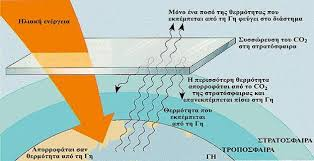 Ηλιακή ενέργεια
Μόνο ένα ποσό της θερμότητας που
εκπέμπεται από τη Γη φεύγει στο διάστημα
Συσσώρευση του CO2
στη στρατόσφαιρα
Η περισσότερη θερμότητα
απορροφάται από το CO2
της στρατόσφαιρας και
επανεκπέμπεται πίσω στη Γη
Θερμότητα που
εκπέμπεται
από τη Γη
Απορροφάται σαν
θερμότητα από τη Γη
ΣΤΡΑΤΟΣΦΑΙΡΑ
ΤΡΟΠΟΣΦΑΙΡΑ
ΓΗ